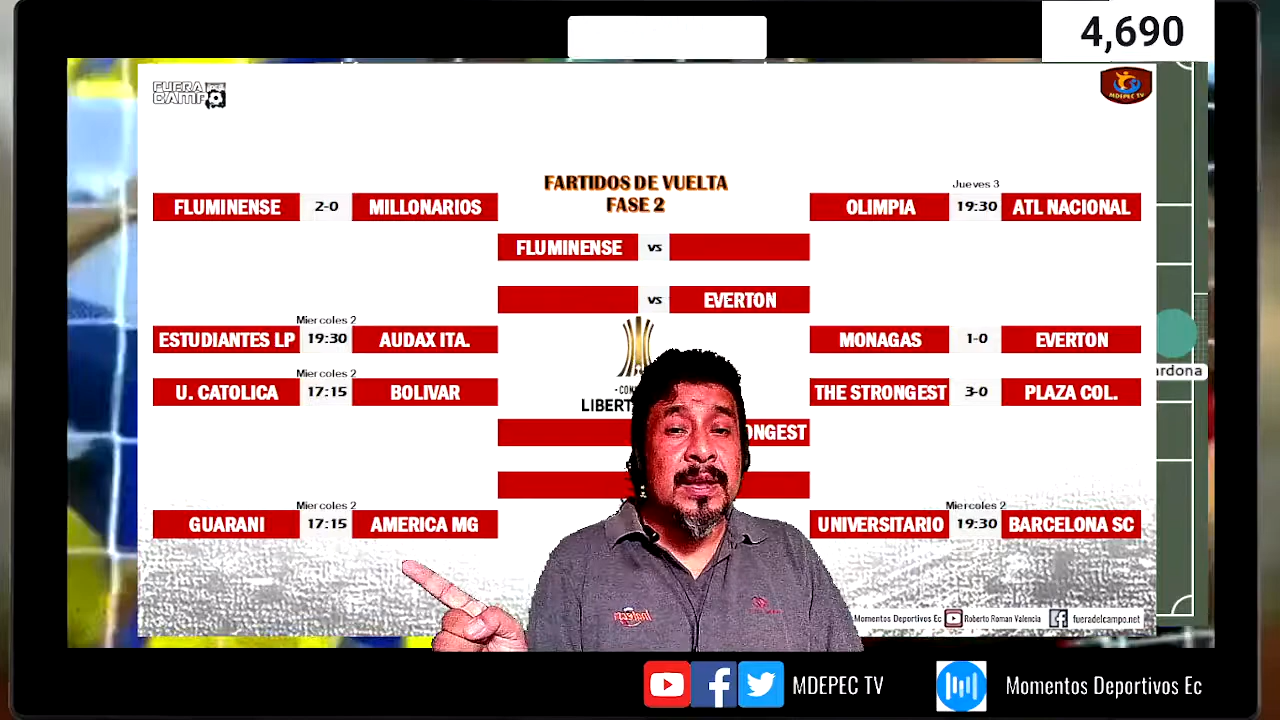 4,690
FUERA DEL
CAMPO
MDEPEC TV
FARTIDOS DE VUELTA
FASE 2
FLUMINENSE 2-0 MILLONARIOS
Jueves 3
OLIMPIA 19:30 ATL NACIONAL
FLUMINENSE vs
vs EVERTON
Miercoles 2
ESTUDIANTES LP 19:30 AUDAX ITA.
MONAGAS 1-0 EVERTON
Miercoles 2
U. CATOLICA 17:15 BOLIVAR
THE STRONGEST 3-0 PLAZA COL.
ardona
LIBERT
ONGEST
Miercoles 2
GUARANI 17:15 AMERICA MG
Miercoles 2
UNIVERSITARIO 19:30 BARCELONA SC
Momentos Deportivos Ec Roberto Roman Valencia fueradelcampo.net
MDEPEC TV Momentos Deportivos Ec